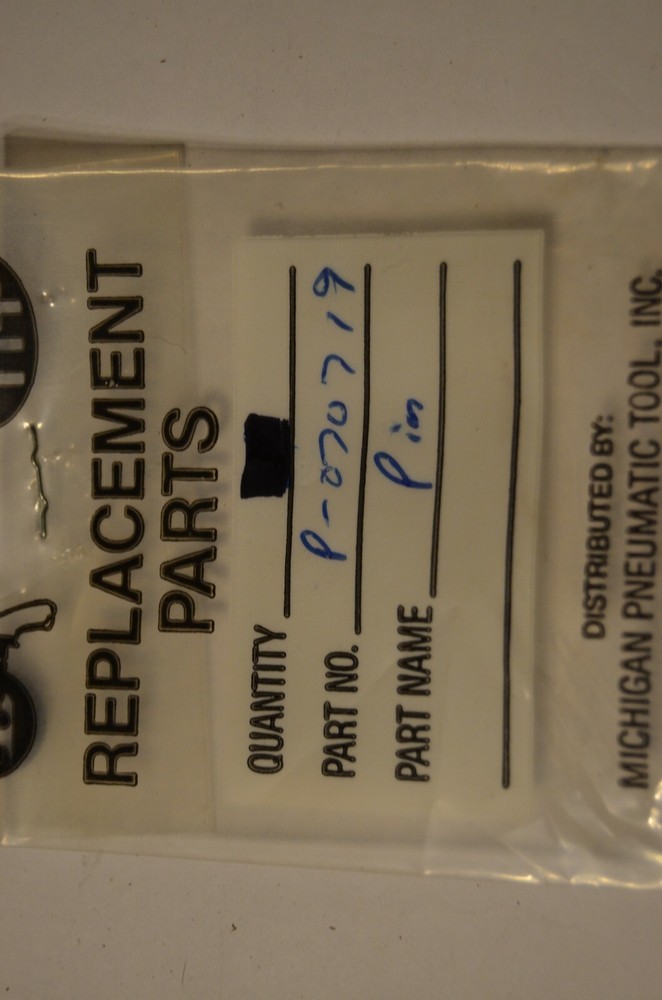 REPLACEMENT
PARTS
QUANTITY
PART NO. P-070719
PART NAME Pin
DISTRIBUTED BY:
MICHIGAN PNEUMATIC TOOL, INC.